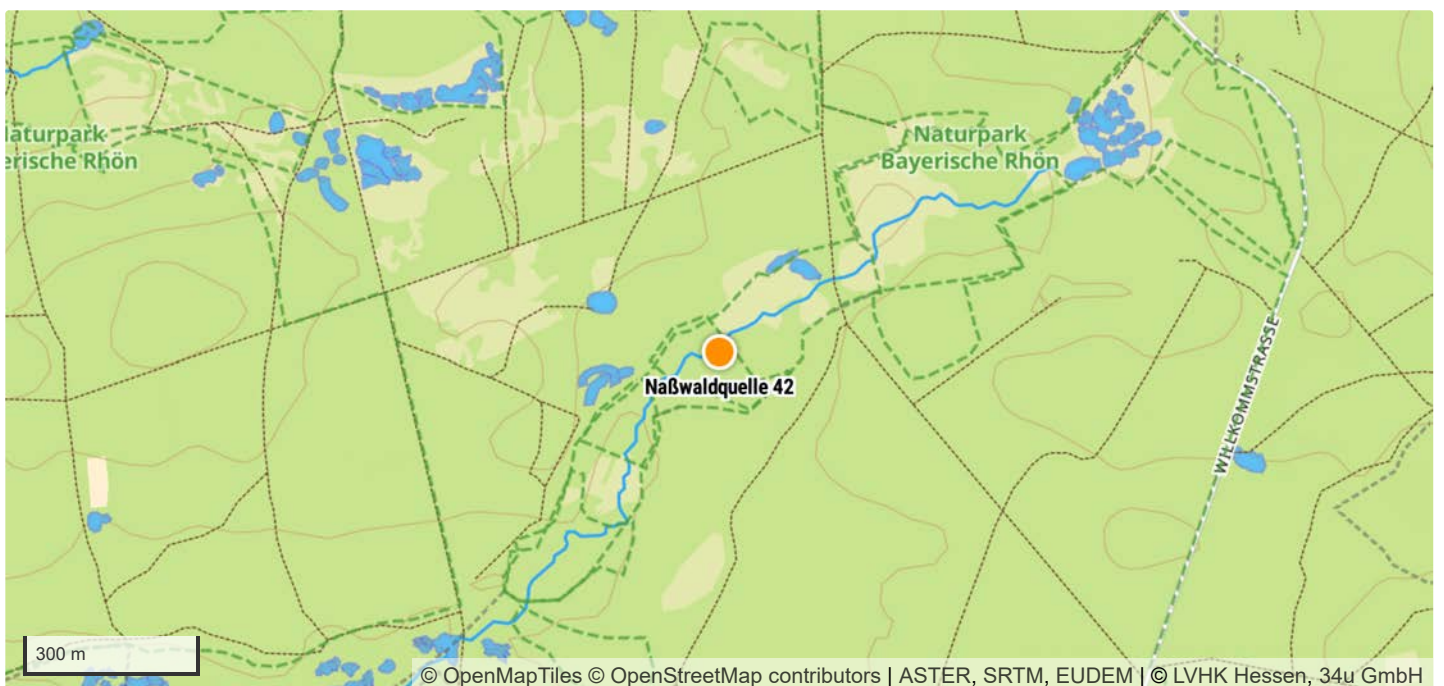 Naturpark
Bayerische Rhön
aturpark
erische Rhön
Naßwaldquelle 42
WILLKOMMSTRASSE
300 m
© OpenMapTiles © OpenStreetMap contributors | ASTER, SRTM, EUDEM | © LVHK Hessen, 34u GmbH